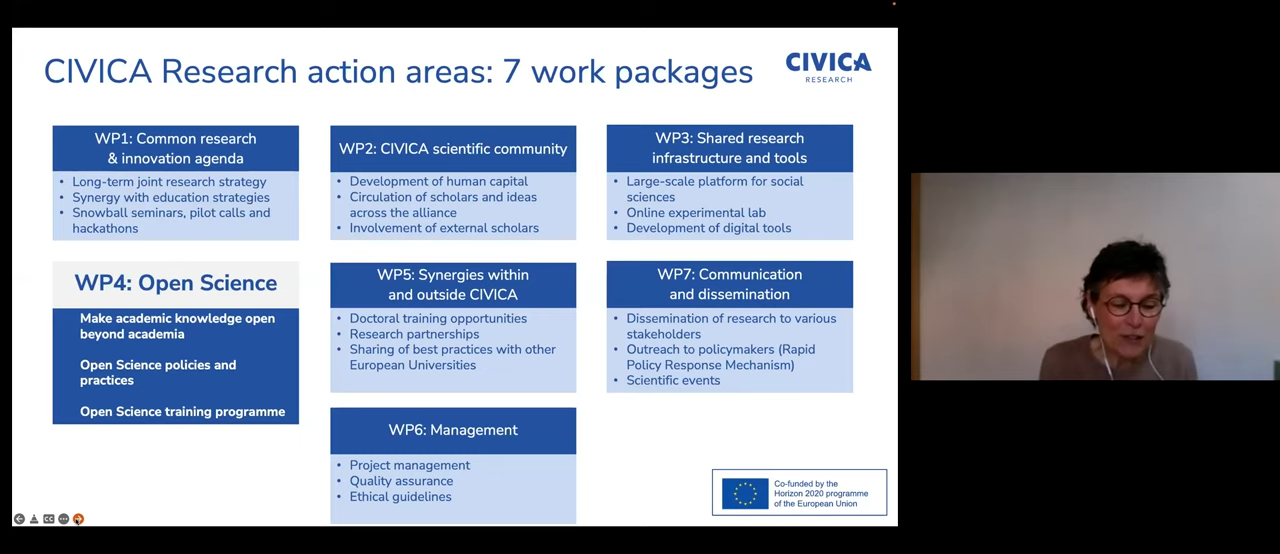 CIVICA Research action areas: 7 work packages
CIVICA
RESEARCH
WP1: Common research
& innovation agenda
• Long-term joint research strategy
• Synergy with education strategies
• Snowball seminars, pilot calls and
hackathons
WP2: CIVICA scientific community
• Development of human capital
• Circulation of scholars and ideas
across the alliance
• Involvement of external scholars
WP3: Shared research
infrastructure and tools
• Large-scale platform for social
sciences
• Online experimental lab
• Development of digital tools
WP4: Open Science
Make academic knowledge open
beyond academia
Open Science policies and
practices
Open Science training programme
WP5: Synergies within
and outside CIVICA
• Doctoral training opportunities
• Research partnerships
• Sharing of best practices with other
European Universities
WP7: Communication
and dissemination
• Dissemination of research to various
stakeholders
• Outreach to policymakers (Rapid
Policy Response Mechanism)
• Scientific events
WP6: Management
• Project management
• Quality assurance
• Ethical guidelines
Co-funded by the
Horizon 2020 programme
of the European Union
CC